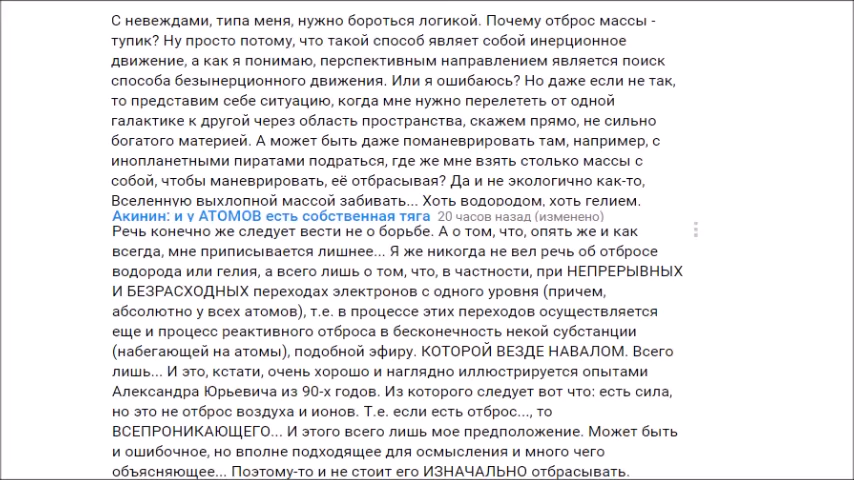 С невеждами, типа меня, нужно бороться логикой. Почему отброс массы -
тупик? Ну просто потому, что такой способ являет собой инерционное
движение, а как я понимаю, перспективным направлением является поиск
способа безынерционного движения. Или я ошибаюсь? Но даже если не так,
то представим себе ситуацию, когда мне нужно перелететь от одной
галактике к другой через область пространства, скажем прямо, не сильно
богатого материей. А может быть даже поманеврировать там, например, с
инопланетными пиратами подраться, где же мне взять столько массы с
собой, чтобы маневрировать, её отбрасывая? Да и не экологично как-то,
Вселенную выхлопной массой забивать... Хоть водородом, хоть гелием.
Акинин: и у АТОМОВ есть собственная тяга 20 часов назад (изменено)
Речь конечно же следует вести не о борьбе. А о том, что, опять же и как
всегда, мне приписывается лишнее... Я же никогда не вел речь об отбросе
водорода или гелия, а всего лишь о том, что, в частности, при НЕПРЕРЫВНЫХ
И БЕЗРАСХОДНЫХ переходах электронов с одного уровня (причем,
абсолютно у всех атомов), т.е. в процессе этих переходов осуществляется
еще и процесс реактивного отброса в бесконечность некой субстанции
(набегающей на атомы), подобной эфиру. КОТОРОЙ ВЕЗДЕ НАВАЛОМ. Всего
лишь... И это, кстати, очень хорошо и наглядно иллюстрируется опытами
Александра Юрьевича из 90-х годов. Из которого следует вот что: есть сила,
но это не отброс воздуха и ионов. Т.е. если есть отброс..., то
ВСЕПРОНИКАЮЩЕГО... И этого всего лишь мое предположение. Может быть
и ошибочное, но вполне подходящее для осмысления и много чего
объясняющее... Поэтому-то и не стоит его ИЗНАЧАЛЬНО отбрасывать.